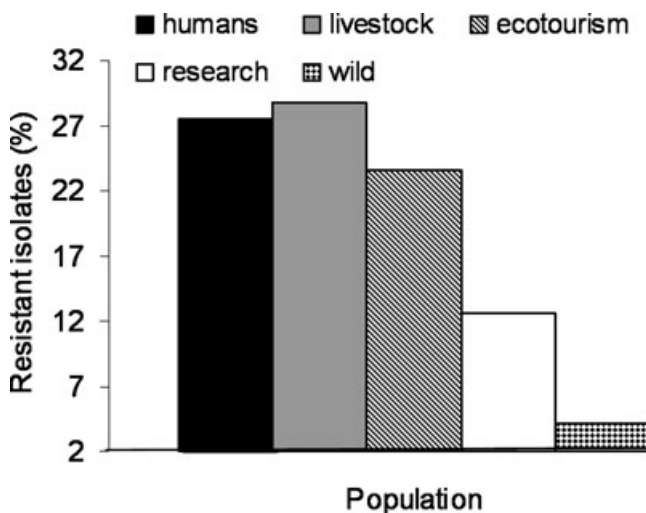 humans livestock ecotourism
research wild
Resistant isolates (%)
32
27
22
17
12
7
2
Population